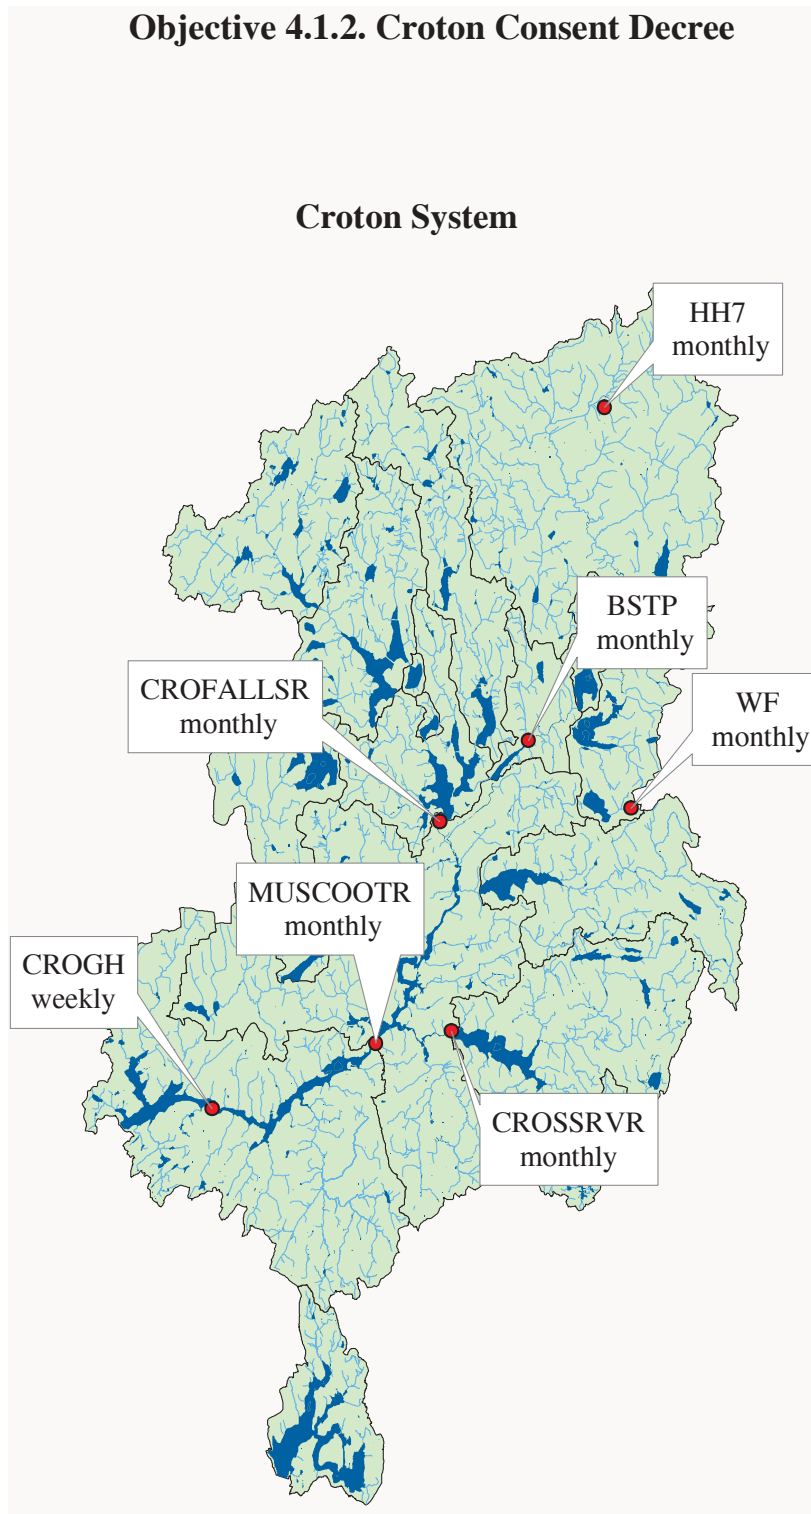 Objective 4.1.2. Croton Consent Decree
Croton System
HH7
monthly
BSTP
monthly
CROFALLSR
monthly
WF
monthly
MUSCOOTR
monthly
CROGH
weekly
CROSSRVR
monthly